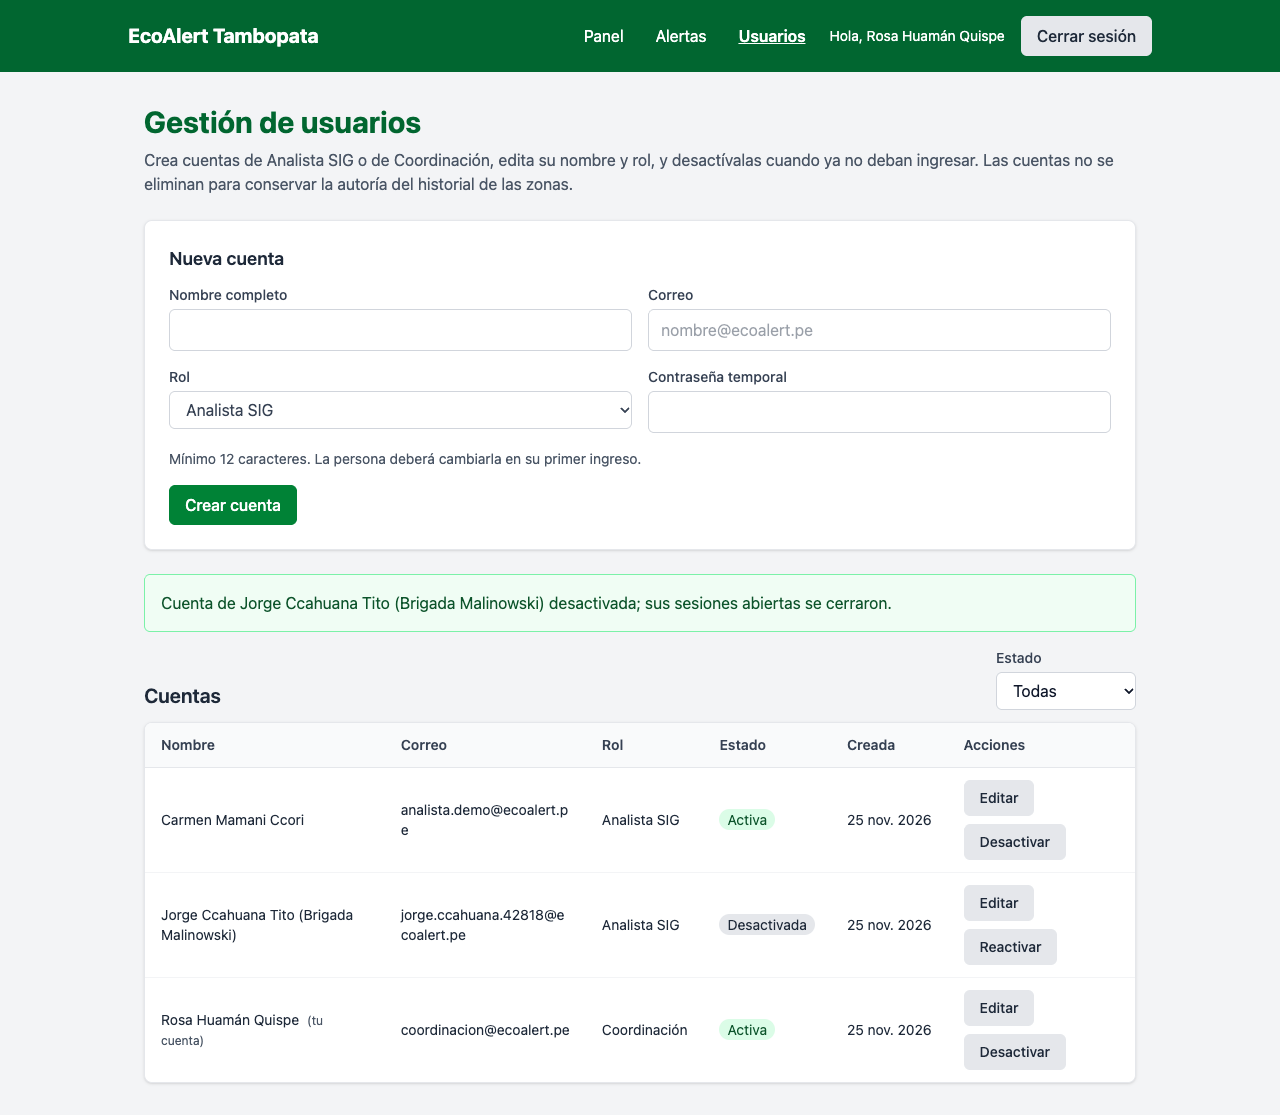 EcoAlert Tambopata
Panel
Alertas
Usuarios
Hola, Rosa Huamán Quispe
Cerrar sesión
Gestión de usuarios
Crea cuentas de Analista SIG o de Coordinación, edita su nombre y rol, y desactívalas cuando ya no deban ingresar. Las cuentas no se
eliminan para conservar la autoría del historial de las zonas.
Nueva cuenta
Nombre completo
Correo
nombre@ecoalert.pe
Rol
Contraseña temporal
Analista SIG
Mínimo 12 caracteres. La persona deberá cambiarla en su primer ingreso.
Crear cuenta
Cuenta de Jorge Ccahuana Tito (Brigada Malinowski) desactivada; sus sesiones abiertas se cerraron.
Estado
Cuentas
Todas
Nombre
Correo
Rol
Estado
Creada
Acciones
Carmen Mamani Ccori
analista.demo@ecoalert.p
e
Analista SIG
Activa
25 nov. 2026
Editar
Desactivar
Jorge Ccahuana Tito (Brigada
Malinowski)
jorge.ccahuana.42818@e
coalert.pe
Analista SIG
Desactivada
25 nov. 2026
Editar
Reactivar
Rosa Huamán Quispe (tu
cuenta)
coordinacion@ecoalert.pe
Coordinación
Activa
25 nov. 2026
Editar
Desactivar